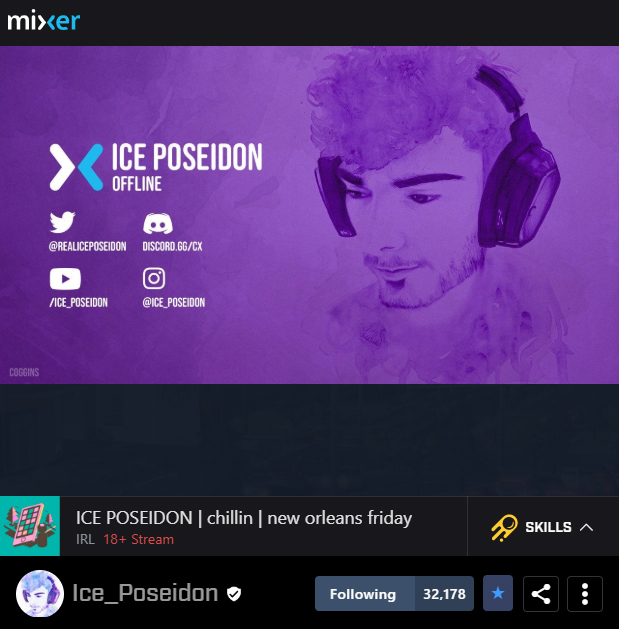 mixer
ICE POSEIDON
OFFLINE
@REALICEPOSEIDON
DISCORD.GG/CX
/ICE_POSEIDON
@ICE_POSEIDON
COGGINS
ICE POSEIDON | chillin | new orleans friday
IRL 18+ Stream
SKILLS
Ice_Poseidon
Following 32,178